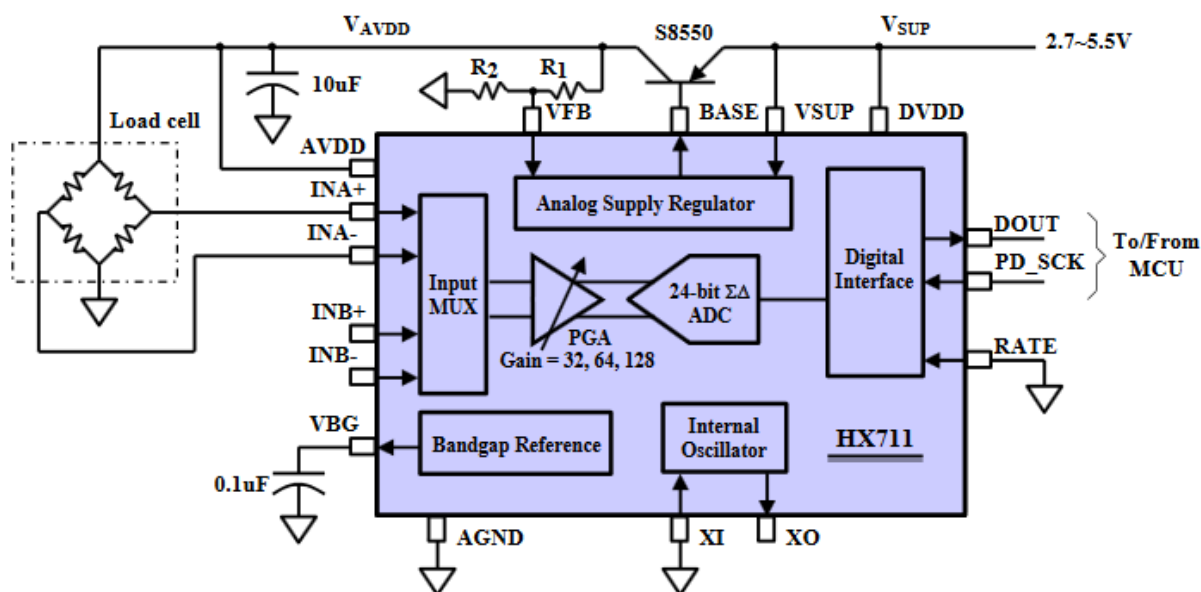 V_AVDD
S8550
V_SUP
2.7~5.5V
10uF
R2
R1
VFB
BASE
VSUP
DVDD
Load cell
AVDD
INA+
INA-
INB+
INB-
VBG
0.1uF
Analog Supply Regulator
Input
MUX
PGA
Gain = 32, 64, 128
24-bit ΣΔ
ADC
Digital
Interface
DOUT
PD_SCK
To/From
MCU
RATE
Bandgap Reference
Internal
Oscillator
HX711
AGND
XI
XO